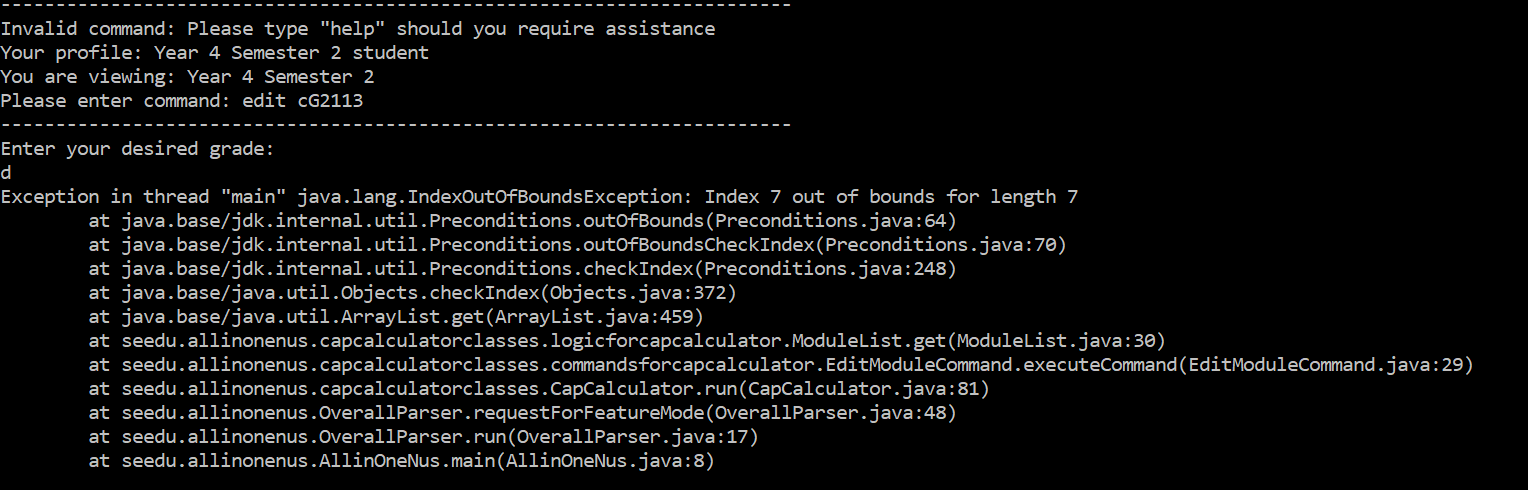 ------------------------------------------------------------------------
Invalid command: Please type "help" should you require assistance
Your profile: Year 4 Semester 2 student
You are viewing: Year 4 Semester 2
Please enter command: edit cG2113
------------------------------------------------------------------------
Enter your desired grade:
d
Exception in thread "main" java.lang.IndexOutOfBoundsException: Index 7 out of bounds for length 7
        at java.base/jdk.internal.util.Preconditions.outOfBounds(Preconditions.java:64)
        at java.base/jdk.internal.util.Preconditions.outOfBoundsCheckIndex(Preconditions.java:70)
        at java.base/jdk.internal.util.Preconditions.checkIndex(Preconditions.java:248)
        at java.base/java.util.Objects.checkIndex(Objects.java:372)
        at java.base/java.util.ArrayList.get(ArrayList.java:459)
        at seedu.allinonenus.capcalculatorclasses.logicforcapcalculator.ModuleList.get(ModuleList.java:30)
        at seedu.allinonenus.capcalculatorclasses.commandsforcapcalculator.EditModuleCommand.executeCommand(EditModuleCommand.java:29)
        at seedu.allinonenus.capcalculatorclasses.CapCalculator.run(CapCalculator.java:81)
        at seedu.allinonenus.OverallParser.requestForFeatureMode(OverallParser.java:48)
        at seedu.allinonenus.OverallParser.run(OverallParser.java:17)
        at seedu.allinonenus.AllinOneNus.main(AllinOneNus.java:8)